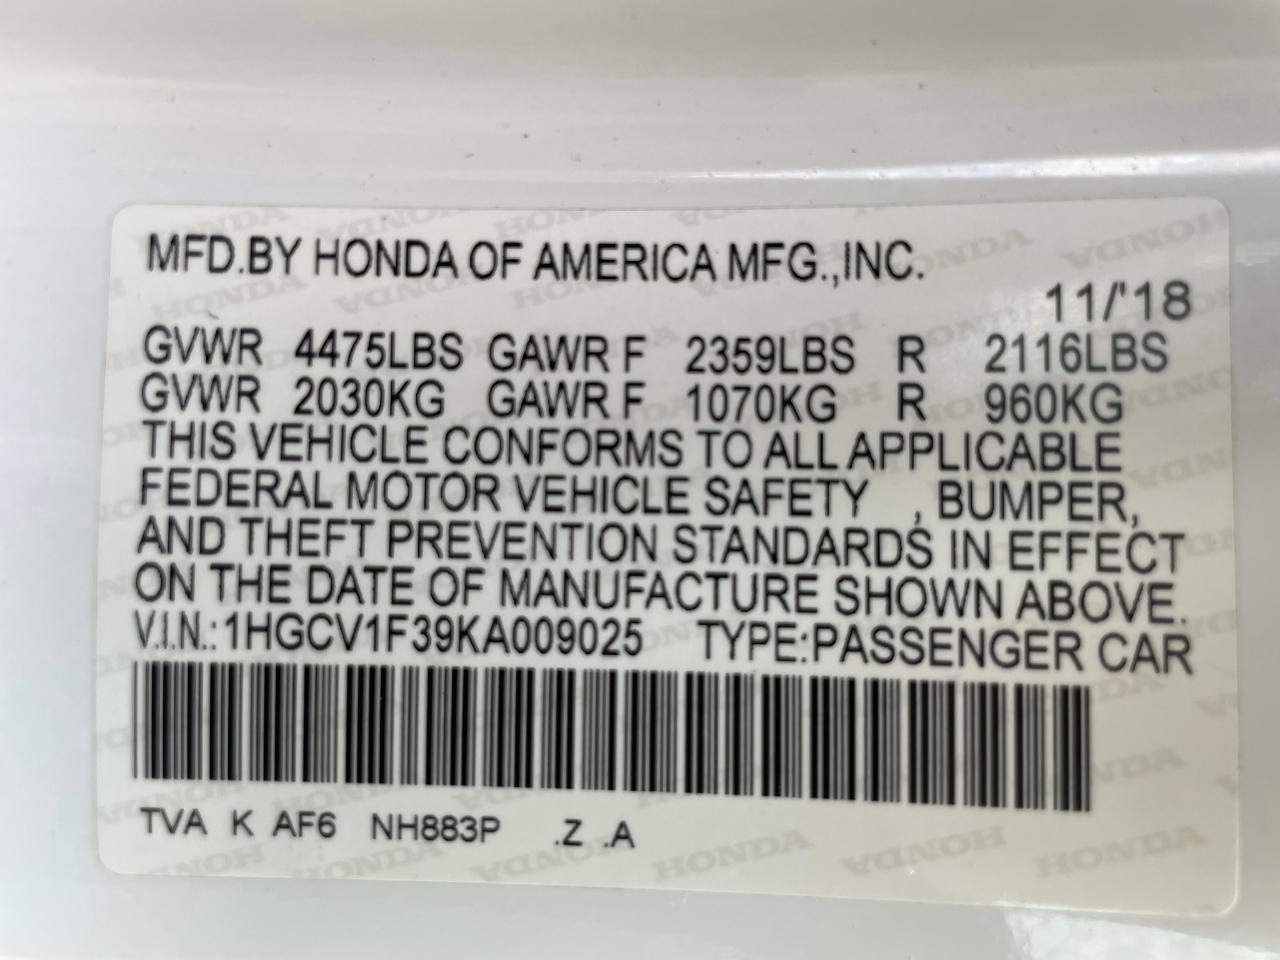 MFD.BY HONDA OF AMERICA MFG.,INC.
11/'18
GVWR 4475LBS GAWR F 2359LBS R 2116LBS
GVWR 2030KG GAWR F 1070KG R 960KG
THIS VEHICLE CONFORMS TO ALL APPLICABLE
FEDERAL MOTOR VEHICLE SAFETY , BUMPER,
AND THEFT PREVENTION STANDARDS IN EFFECT
ON THE DATE OF MANUFACTURE SHOWN ABOVE.
V.I.N.:1HGCV1F39KA009025 TYPE:PASSENGER CAR
TVA K AF6 NH883P .Z .A